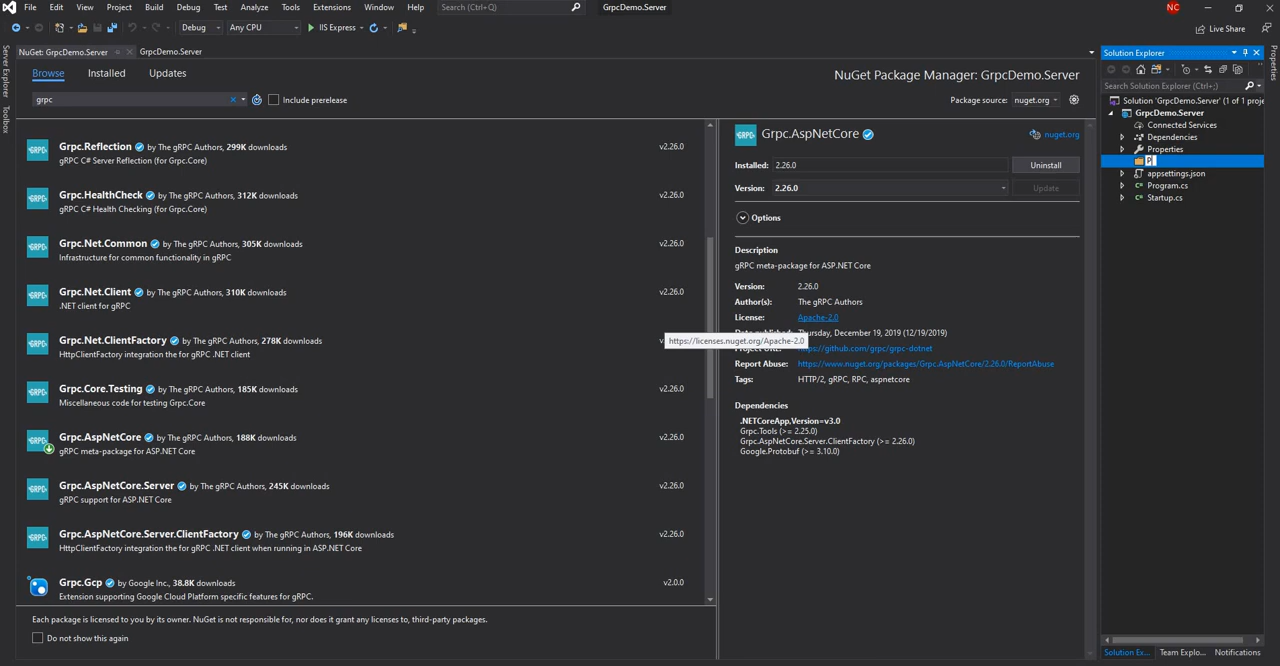 File Edit View Project Build Debug Test Analyze Tools Extensions Window Help Search (Ctrl+Q) GrpcDemo.Server NC
Debug Any CPU IIS Express Live Share
Server Explorer
Toolbox
NuGet: GrpcDemo.Server GrpcDemo.Server
Browse Installed Updates
NuGet Package Manager: GrpcDemo.Server
grpc Include prerelease
Package source: nuget.org
Grpc.Reflection by The gRPC Authors, 299K downloads v2.26.0
gRPC C# Server Reflection (for Grpc.Core)
Grpc.HealthCheck by The gRPC Authors, 312K downloads v2.26.0
gRPC C# Health Checking (for Grpc.Core)
Grpc.Net.Common by The gRPC Authors, 305K downloads v2.26.0
Infrastructure for common functionality in gRPC
Grpc.Net.Client by The gRPC Authors, 310K downloads v2.26.0
.NET client for gRPC
Grpc.Net.ClientFactory by The gRPC Authors, 278K downloads
HttpClientFactory integration the for gRPC .NET client
Grpc.Core.Testing by The gRPC Authors, 185K downloads v2.26.0
Miscellaneous code for testing Grpc.Core
Grpc.AspNetCore by The gRPC Authors, 188K downloads v2.26.0
gRPC meta-package for ASP.NET Core
Grpc.AspNetCore.Server by The gRPC Authors, 245K downloads v2.26.0
gRPC support for ASP.NET Core
Grpc.AspNetCore.Server.ClientFactory by The gRPC Authors, 196K downloads v2.26.0
HttpClientFactory integration the for gRPC .NET client when running in ASP.NET Core
Grpc.Gcp by Google Inc., 38.8K downloads v2.0.0
Extension supporting Google Cloud Platform specific features for gRPC.
Each package is licensed to you by its owner. NuGet is not responsible for, nor does it grant any licenses to, third-party packages.
Do not show this again
Grpc.AspNetCore nuget.org
Installed: 2.26.0 Uninstall
Version: 2.26.0 Update
Options
Description
gRPC meta-package for ASP.NET Core
Version: 2.26.0
Author(s): The gRPC Authors
License: Apache-2.0
Thursday, December 19, 2019 (12/19/2019)
https://licenses.nuget.org/Apache-2.0
https://github.com/grpc/grpc-dotnet
Report Abuse: https://www.nuget.org/packages/Grpc.AspNetCore/2.26.0/ReportAbuse
Tags: HTTP/2, gRPC, RPC, aspnetcore
Dependencies
.NETCoreApp,Version=v3.0
Grpc.Tools (>= 2.25.0)
Grpc.AspNetCore.Server.ClientFactory (>= 2.26.0)
Google.Protobuf (>= 3.10.0)
Solution Explorer
Search Solution Explorer (Ctrl+;)
Solution 'GrpcDemo.Server' (1 of 1 proje
GrpcDemo.Server
Connected Services
Dependencies
Properties
P
appsettings.json
Program.cs
Startup.cs
Solution Ex... Team Explo... Notifications
Properties